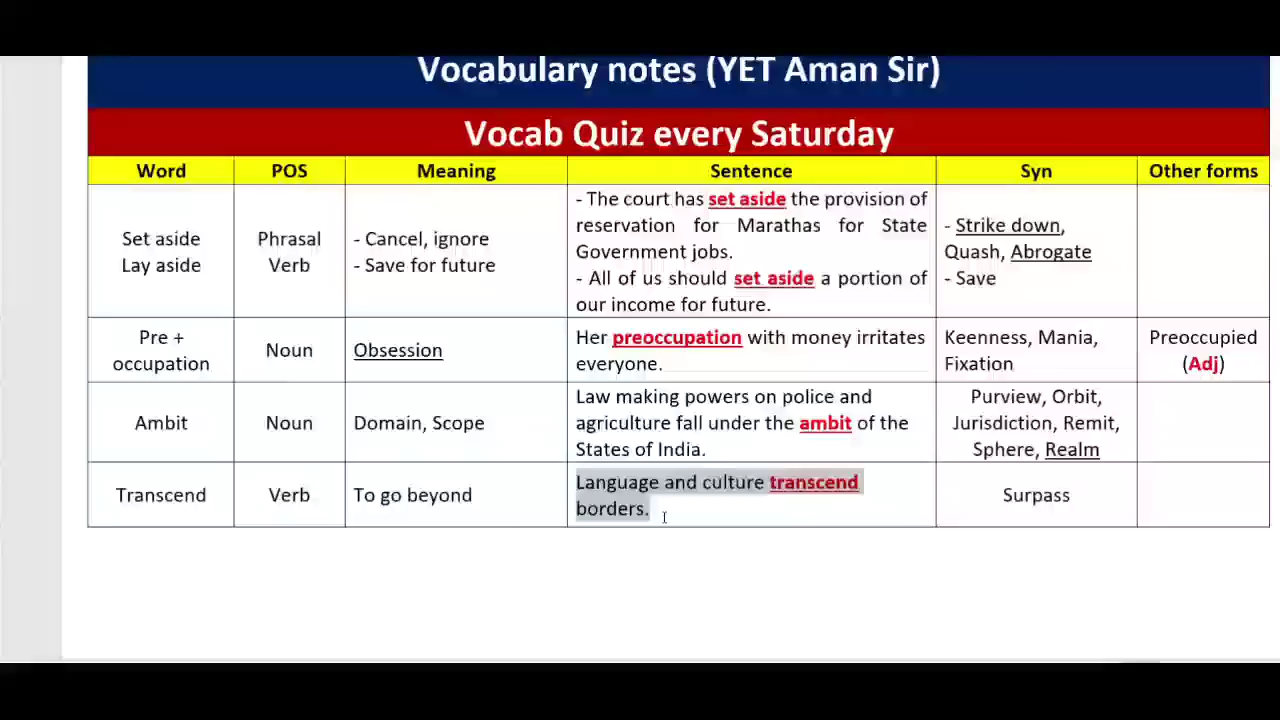 Vocabulary notes (YET Aman Sir)
Vocab Quiz every Saturday
Word POS Meaning Sentence Syn Other forms
Set aside
Lay aside
Phrasal
Verb
- Cancel, ignore
- Save for future
- The court has set aside the provision of
reservation for Marathas for State
Government jobs.
- All of us should set aside a portion of
our income for future.
- Strike down,
Quash, Abrogate
- Save
Pre +
occupation
Noun
Obsession
Her preoccupation with money irritates
everyone.
Keenness, Mania,
Fixation
Preoccupied
(Adj)
Ambit
Noun
Domain, Scope
Law making powers on police and
agriculture fall under the ambit of the
States of India.
Purview, Orbit,
Jurisdiction, Remit,
Sphere, Realm
Transcend
Verb
To go beyond
Language and culture transcend
borders.
Surpass